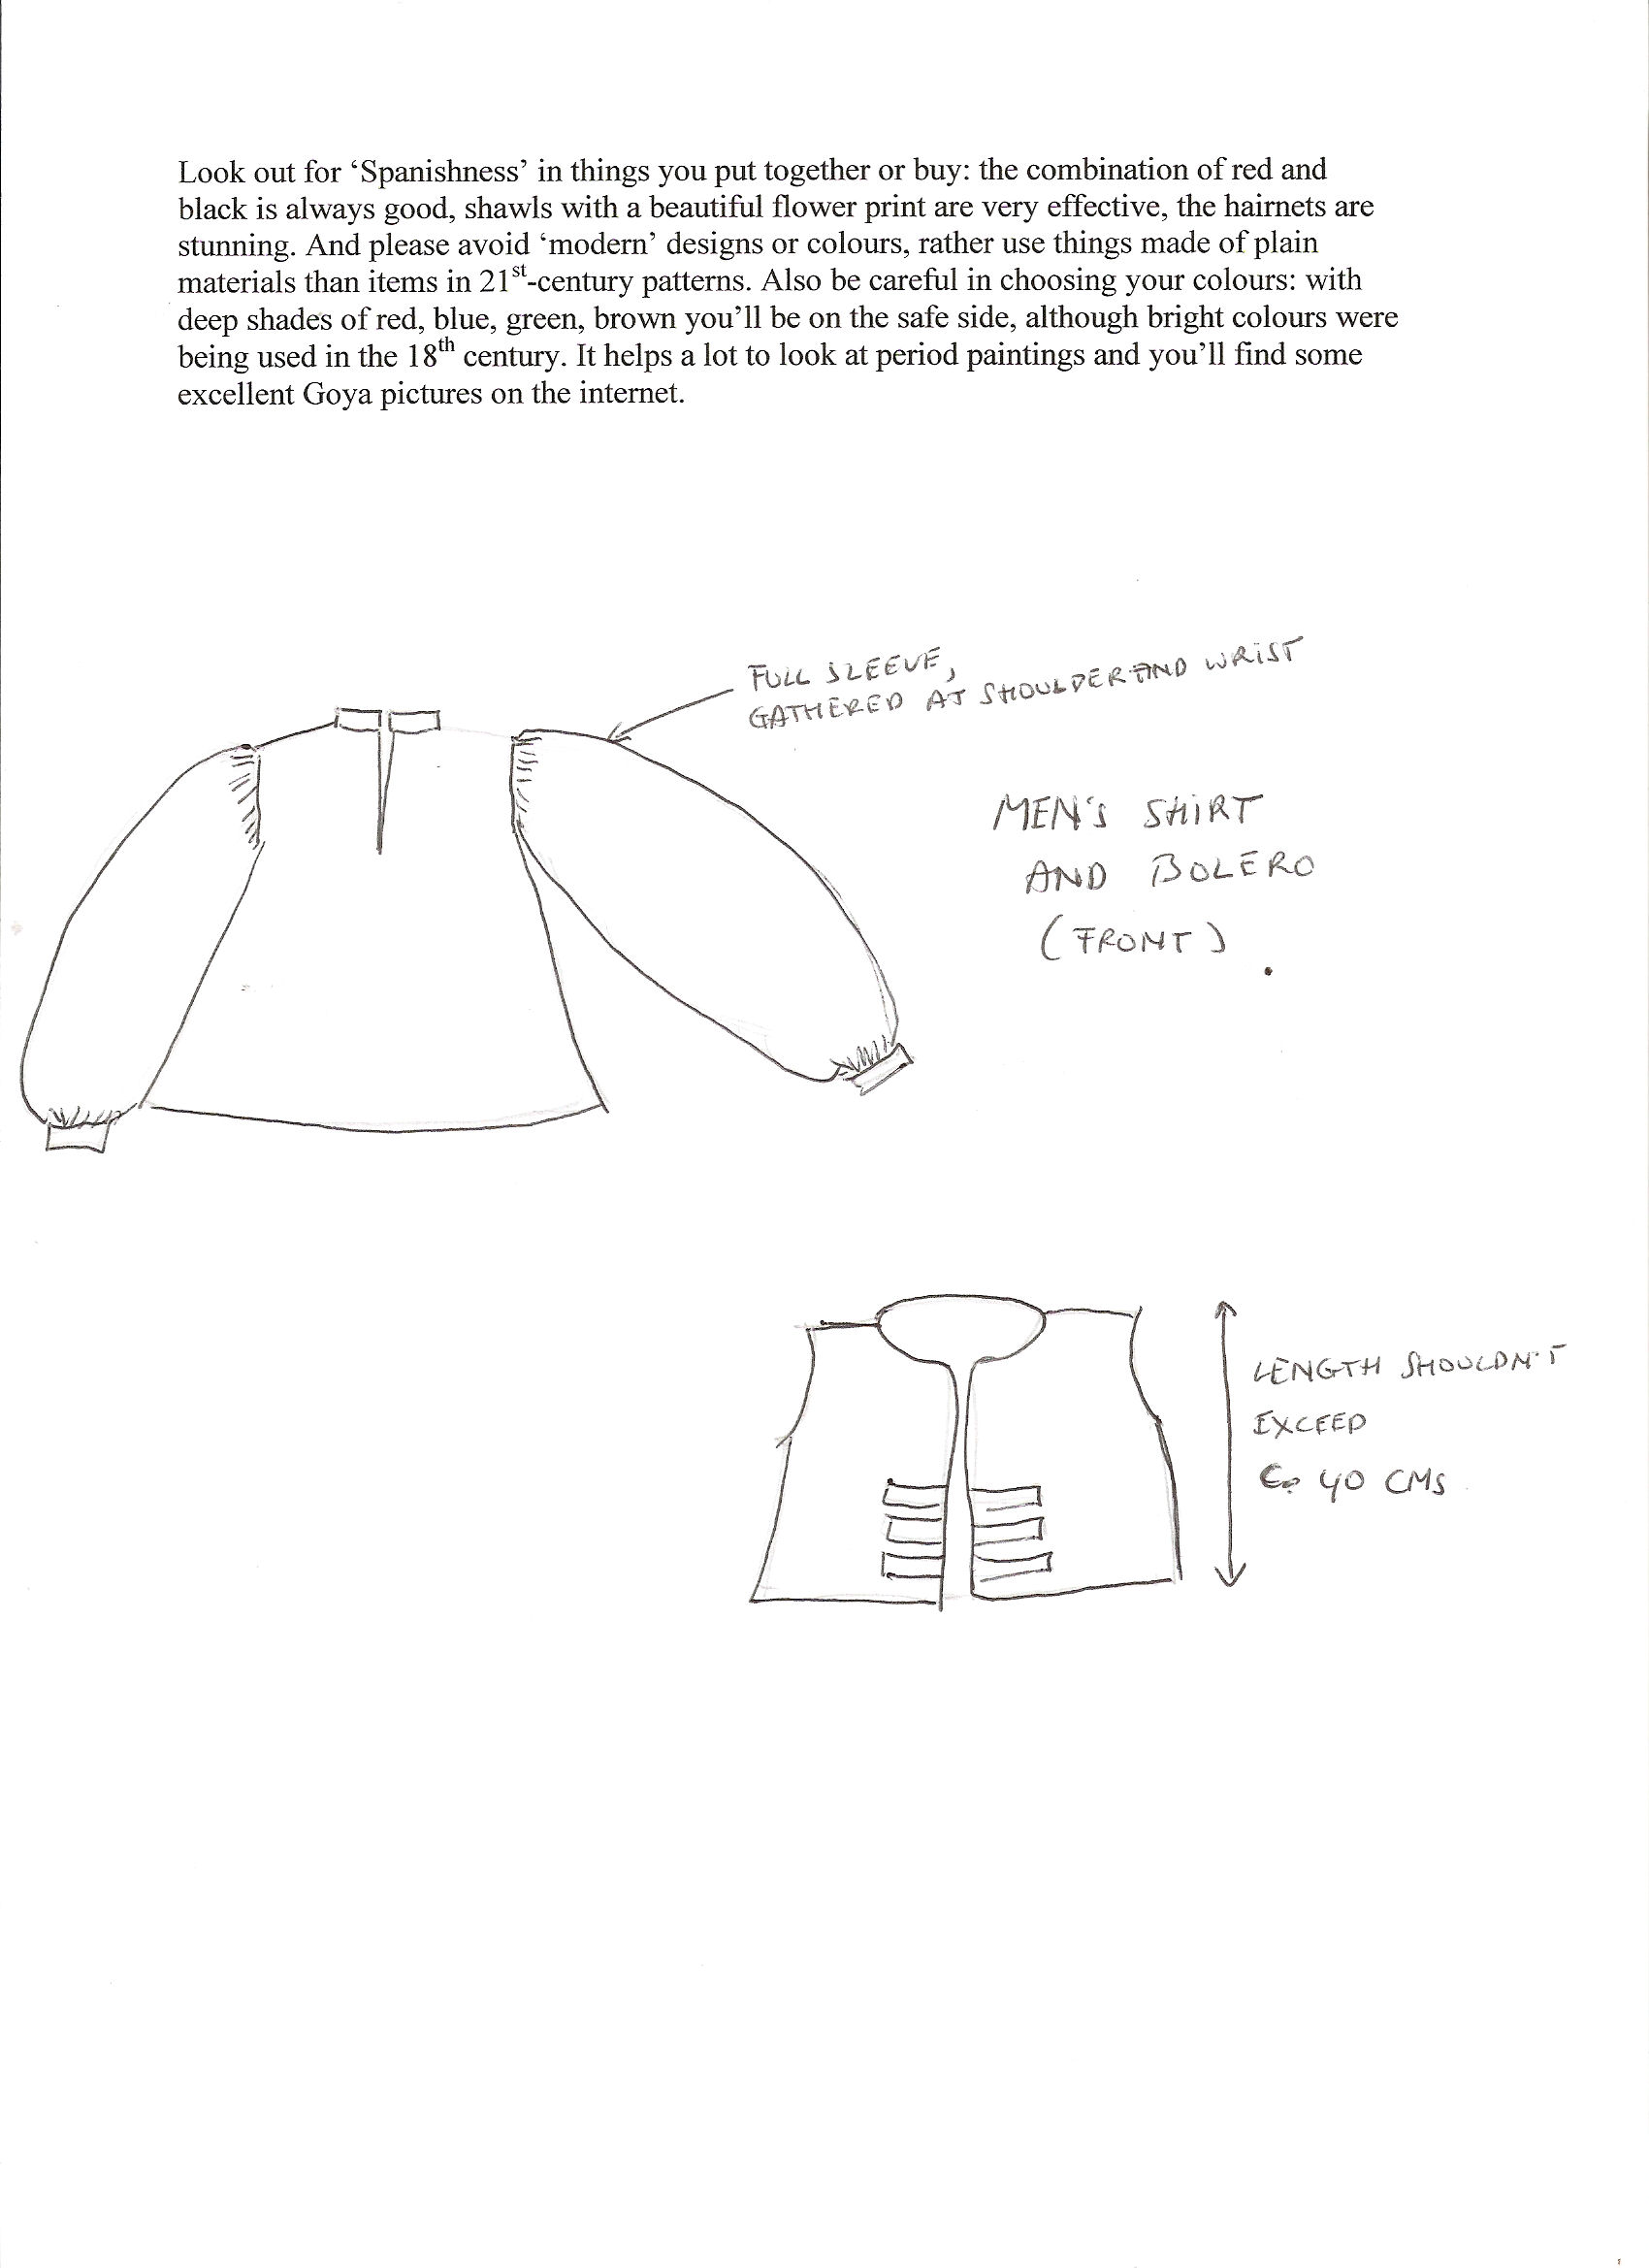 Look out for ‘Spanishness’ in things you put together or buy: the combination of red and
black is always good, shawls with a beautiful flower print are very effective, the hairnets are
stunning. And please avoid ‘modern’ designs or colours, rather use things made of plain
materials than items in 21st-century patterns. Also be careful in choosing your colours: with
deep shades of red, blue, green, brown you’ll be on the safe side, although bright colours were
being used in the 18th century. It helps a lot to look at period paintings and you’ll find some
excellent Goya pictures on the internet.
FULL SLEEVE,
GATHERED AT SHOULDER AND WRIST
MEN'S SHIRT
AND BOLERO
(FRONT)
LENGTH SHOULDN'T
EXCEED
C. 40 CMS